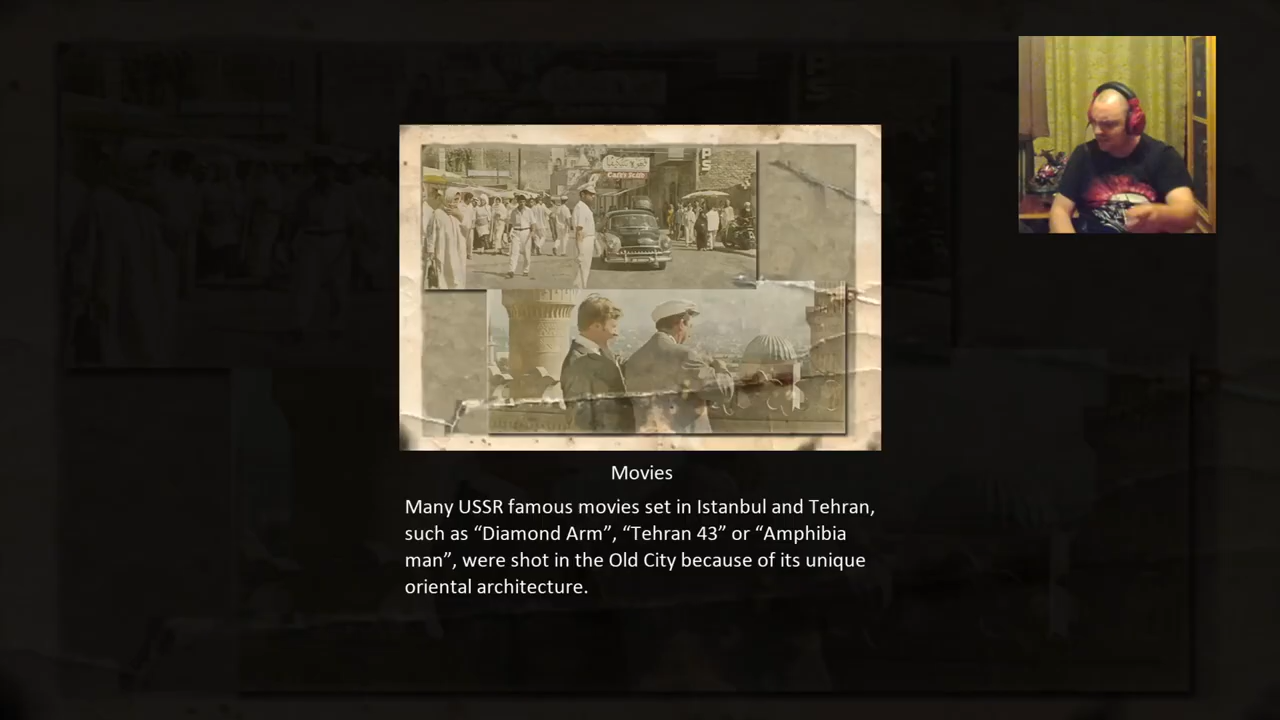 PS
Movies
Many USSR famous movies set in Istanbul and Tehran,
such as “Diamond Arm”, “Tehran 43” or “Amphibia
man”, were shot in the Old City because of its unique
oriental architecture.